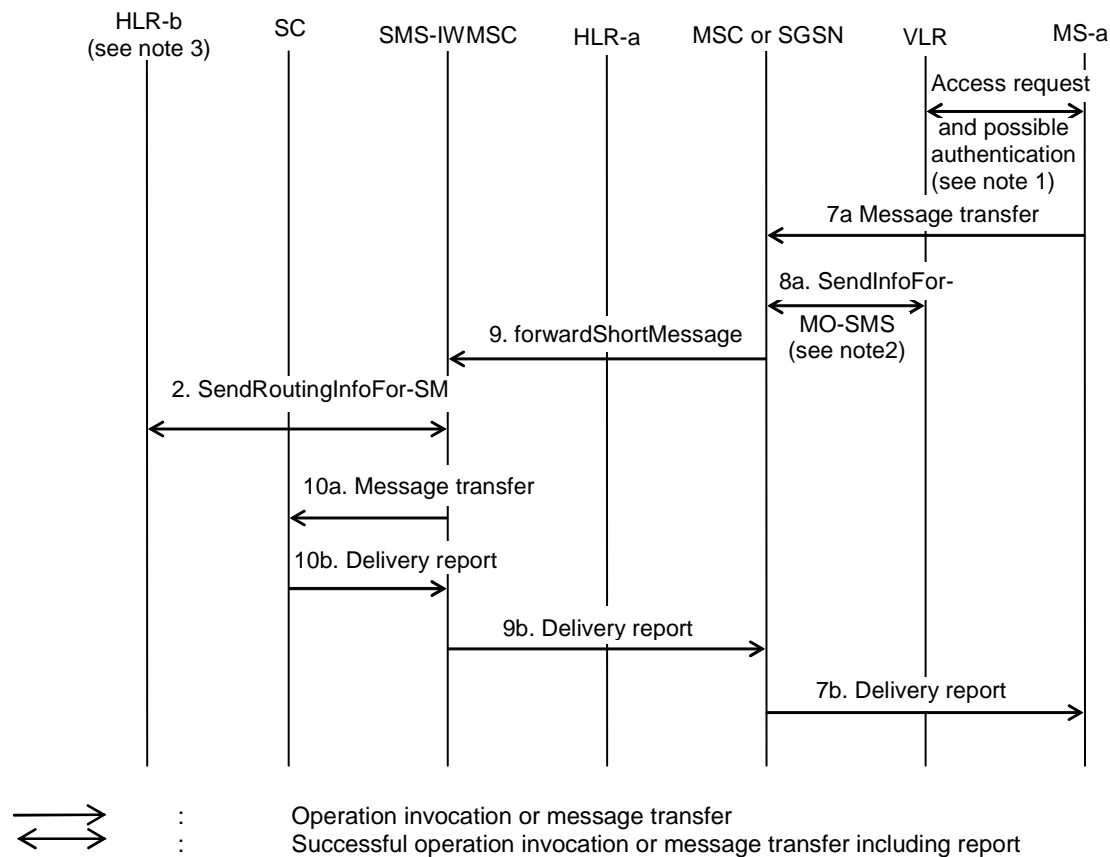 HLR-b
(see note 3)
SC
SMS-IWMSC
HLR-a
MSC or SGSN
VLR
MS-a
Access request
and possible
authentication
(see note 1)
7a Message transfer
8a. SendInfoFor-
MO-SMS
(see note2)
9. forwardShortMessage
2. SendRoutingInfoFor-SM
10a. Message transfer
10b. Delivery report
9b. Delivery report
7b. Delivery report
: Operation invocation or message transfer
: Successful operation invocation or message transfer including report